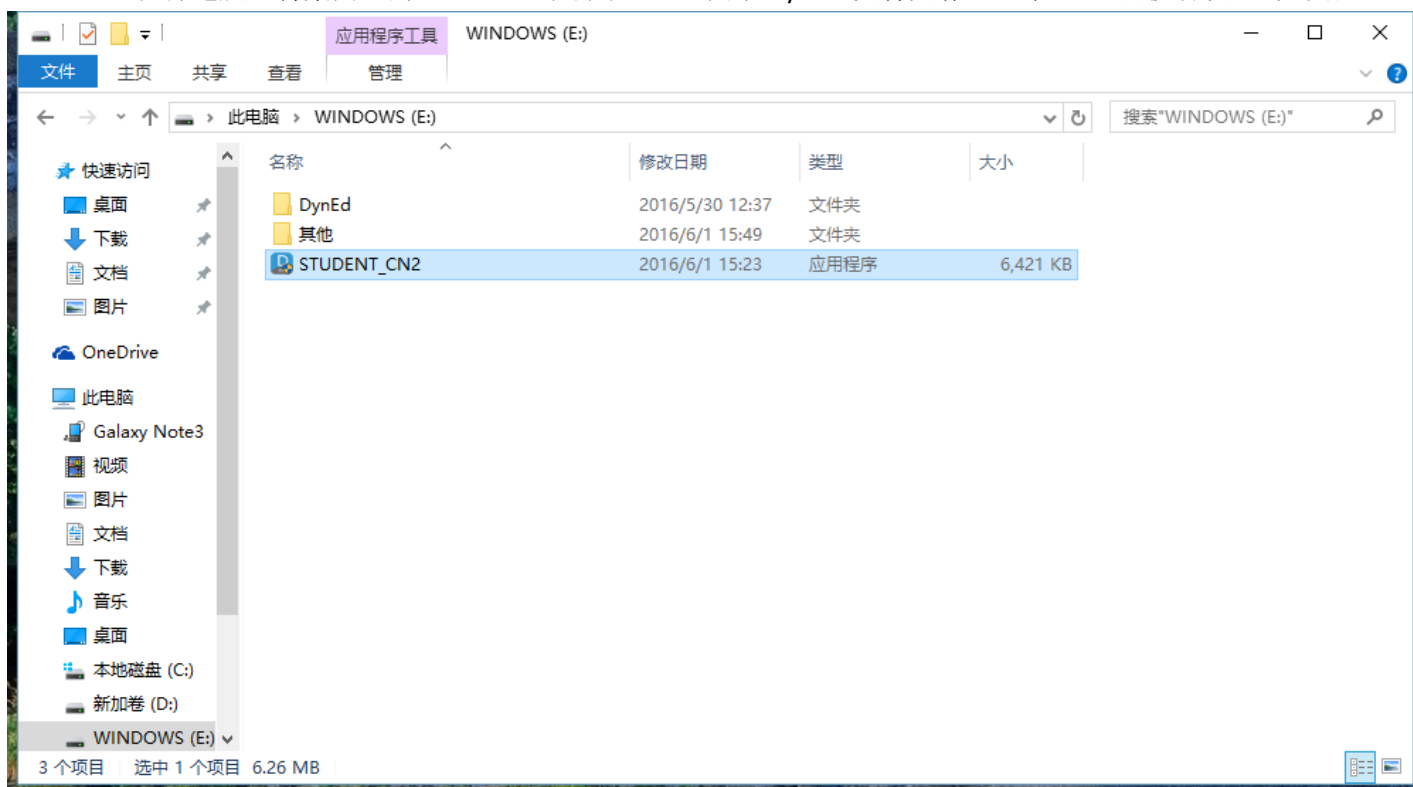 应用程序工具 WINDOWS (E:)
文件 主页 共享 查看 管理
此电脑 › WINDOWS (E:) 搜索"WINDOWS (E:)"
名称 修改日期 类型 大小
快速访问
桌面
下载
文档
图片
OneDrive
此电脑
Galaxy Note3
视频
图片
文档
下载
音乐
桌面
本地磁盘 (C:)
新加卷 (D:)
WINDOWS (E:)
DynEd 2016/5/30 12:37 文件夹
其他 2016/6/1 15:49 文件夹
STUDENT_CN2 2016/6/1 15:23 应用程序 6,421 KB
3 个项目 选中 1 个项目 6.26 MB